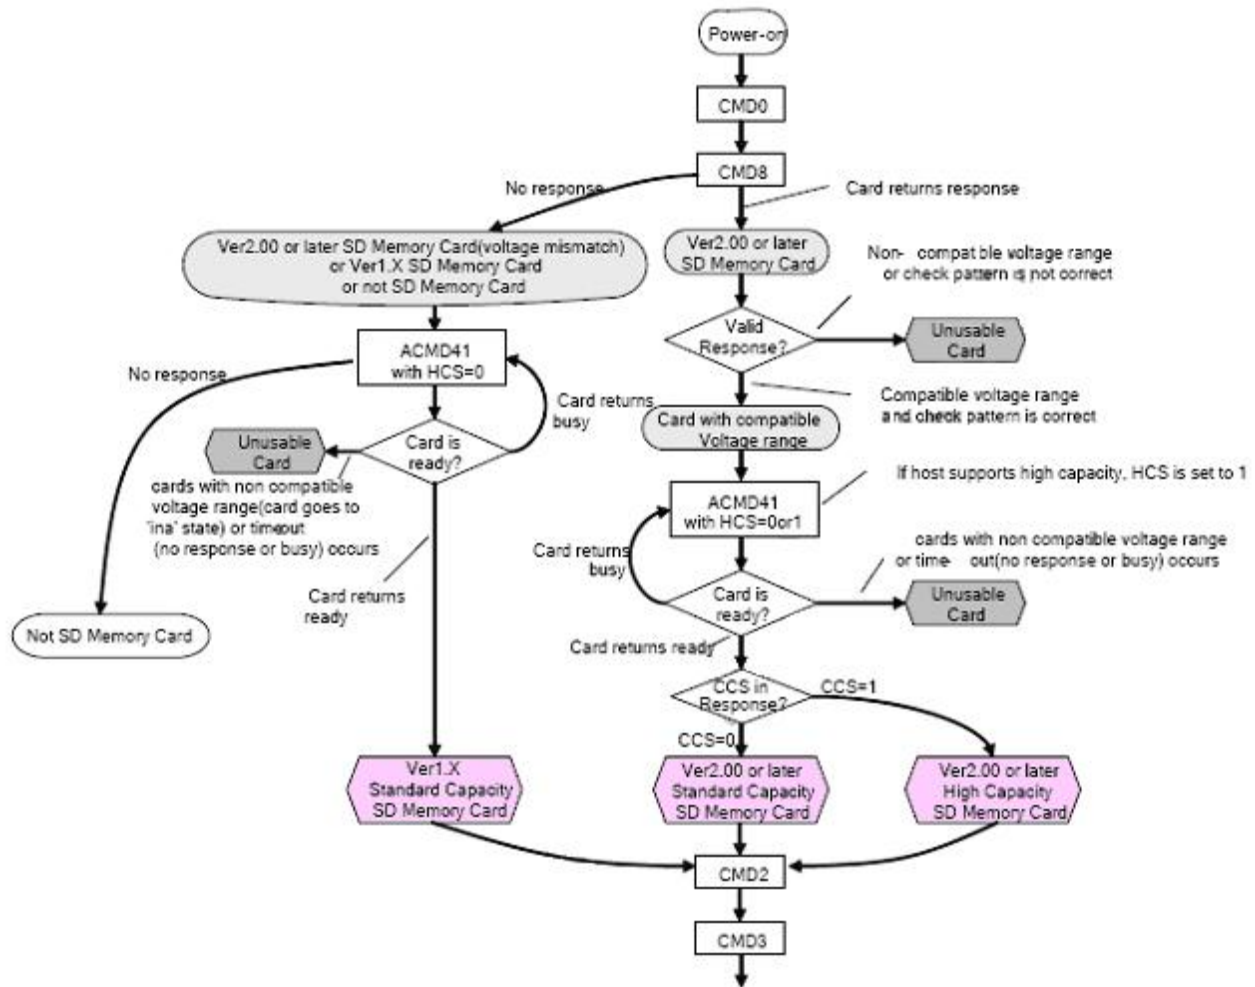 Power-on
CMD0
CMD8
No response
Card returns response
Ver2.00 or later SD Memory Card(voltage mismatch)
or Ver1.X SD Memory Card
or not SD Memory Card
Ver2.00 or later
SD Memory Card
Non- compatible voltage range
or check pattern is not correct
Valid
Response?
Unusable
Card
ACMD41
with HCS=0
No response
Card returns
busy
Compatible voltage range
and check pattern is correct
Card with compatible
Voltage range
Unusable
Card
Card is
ready?
cards with non compatible
voltage range(card goes to
'ina' state) or timeout
(no response or busy) occurs
If host supports high capacity, HCS is set to 1
ACMD41
with HCS=0or1
Card returns
busy
cards with non compatible voltage range
or time- out(no response or busy) occurs
Card is
ready?
Unusable
Card
Card returns
ready
Not SD Memory Card
Card returns ready
CCS in
Response?
CCS=1
CCS=0
Ver1.X
Standard Capacity
SD Memory Card
Ver2.00 or later
Standard Capacity
SD Memory Card
Ver2.00 or later
High Capacity
SD Memory Card
CMD2
CMD3